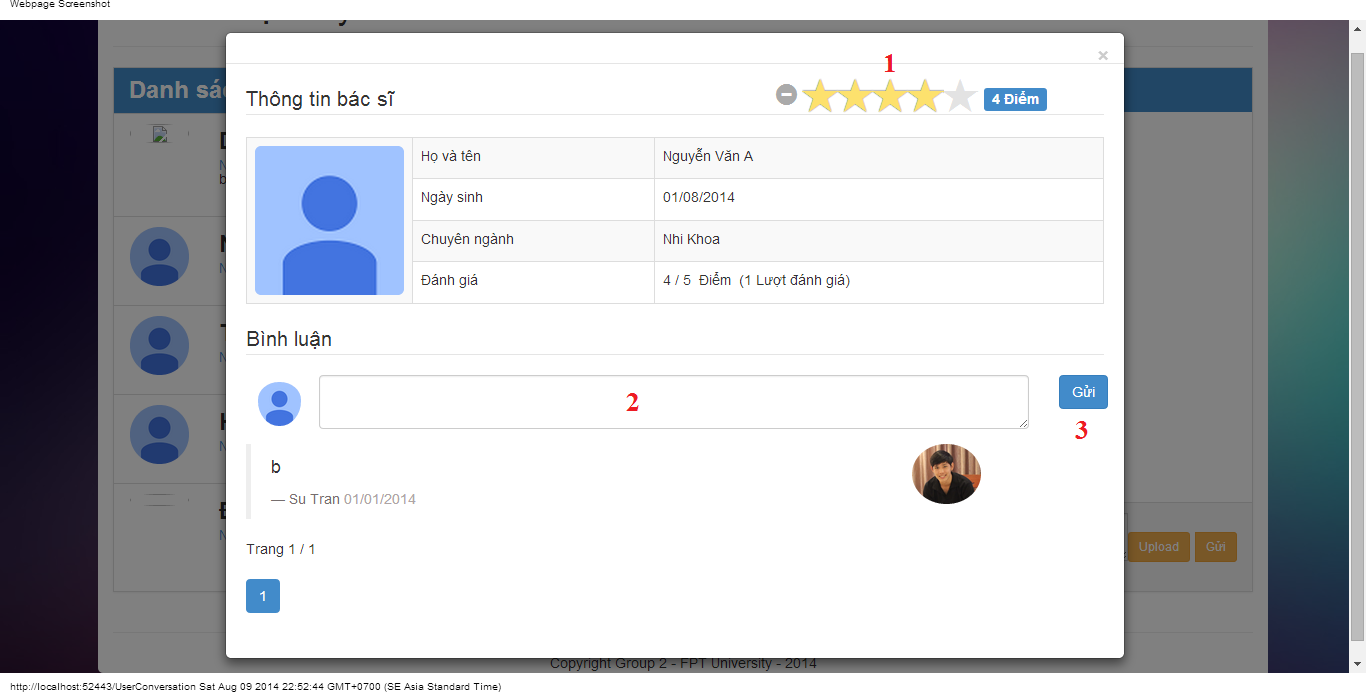 Webpage Screenshot
Danh sá
1
Thông tin bác sĩ
4 Điểm
Họ và tên Nguyễn Văn A
Ngày sinh 01/08/2014
Chuyên ngành Nhi Khoa
Đánh giá 4 / 5 Điểm (1 Lượt đánh giá)
Bình luận
2
Gửi
3
b
— Su Tran 01/01/2014
Trang 1 / 1
1
Upload Gửi
Copyright Group 2 - FPT University - 2014
http://localhost:52443/UserConversation Sat Aug 09 2014 22:52:44 GMT+0700 (SE Asia Standard Time)